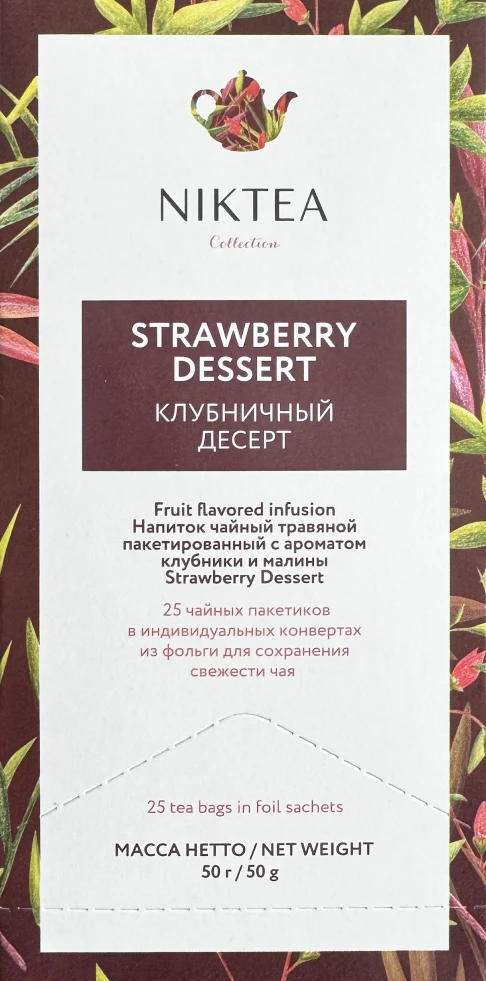 NIKTEA
Collection
STRAWBERRY
DESSERT
КЛУБНИЧНЫЙ
ДЕСЕРТ
Fruit flavored infusion
Напиток чайный травяной
пакетированный с ароматом
клубники и малины
Strawberry Dessert
25 чайных пакетиков
в индивидуальных конвертах
из фольги для сохранения
свежести чая
25 tea bags in foil sachets
МАССА НЕТТО / NET WEIGHT
50 г / 50 g